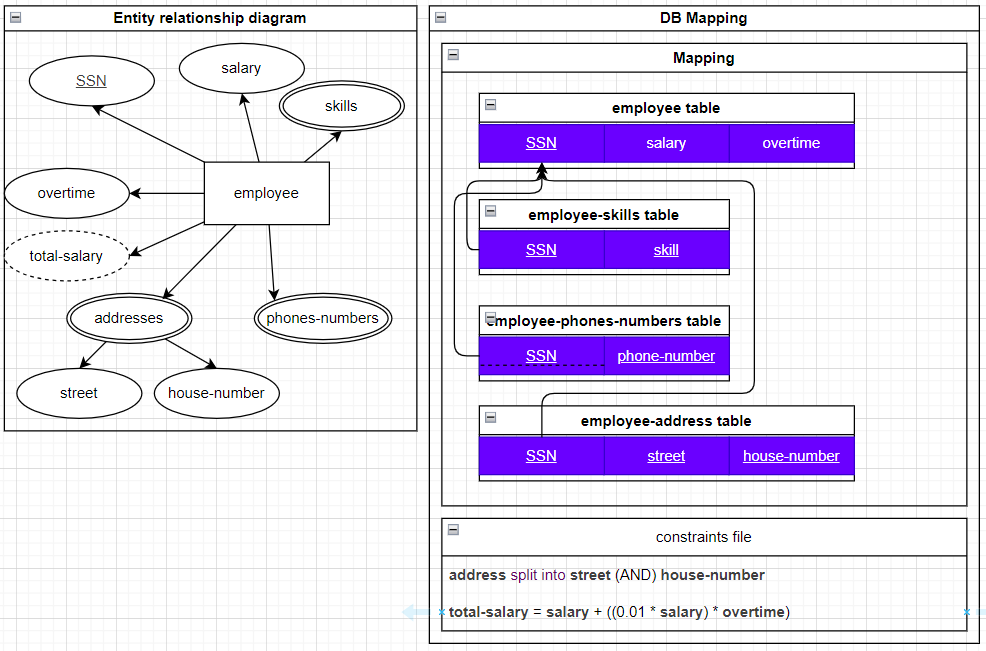 Entity relationship diagram
SSN
salary
skills
overtime
employee
total-salary
addresses
phones-numbers
street
house-number
DB Mapping
Mapping
employee table
SSN salary overtime
employee-skills table
SSN skill
employee-phones-numbers table
SSN phone-number
employee-address table
SSN street house-number
constraints file
address split into street (AND) house-number
total-salary = salary + ((0.01 * salary) * overtime)